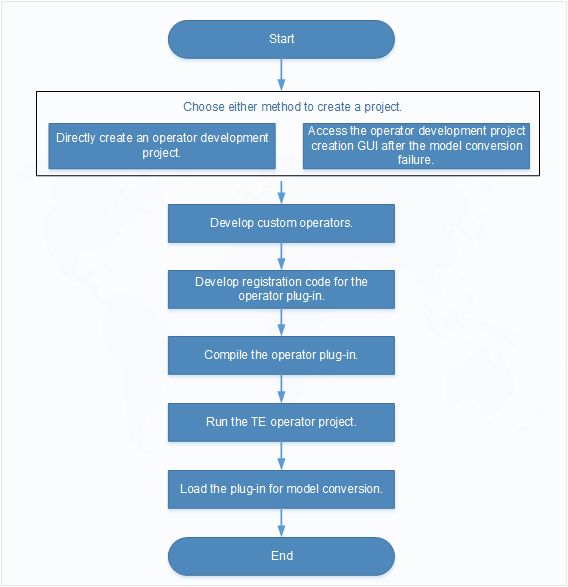 Start
Choose either method to create a project.
Directly create an operator development
project.
Access the operator development project
creation GUI after the model conversion
failure.
Develop custom operators.
Develop registration code for the
operator plug-in.
Compile the operator plug-in.
Run the TE operator project.
Load the plug-in for model conversion.
End